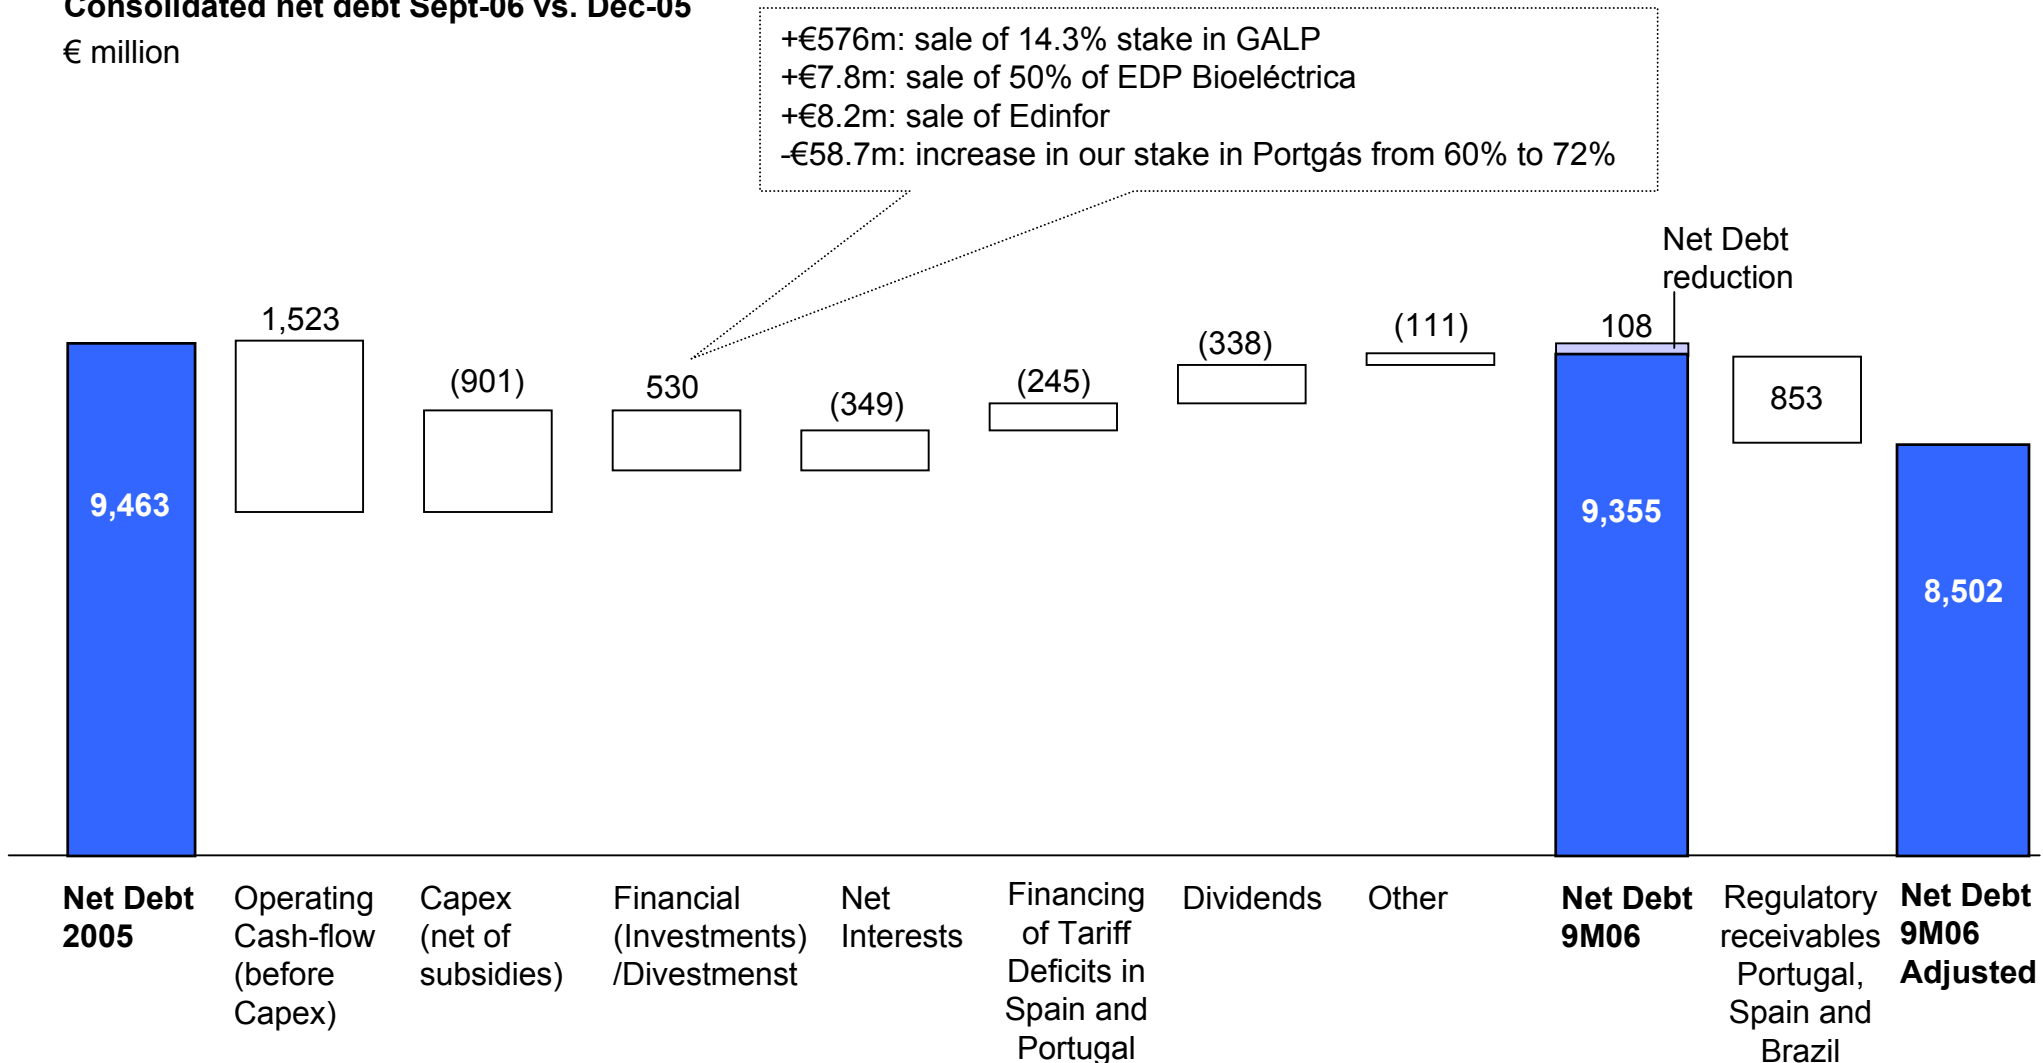 Consolidated net debt Sept-06 vs. Dec-05
€ million
+€576m: sale of 14.3% stake in GALP
+€7.8m: sale of 50% of EDP Bioeléctrica
+€8.2m: sale of Edinfor
-€58.7m: increase in our stake in Portgás from 60% to 72%
Net Debt
reduction
1,523
(901)
530
(349)
(245)
(338)
(111)
108
853
9,463
9,355
8,502
Net Debt
2005
Operating
Cash-flow
(before
Capex)
Capex
(net of
subsidies)
Financial
(Investments)
/Divestmenst
Net
Interests
Financing
of Tariff
Deficits in
Spain and
Portugal
Dividends
Other
Net Debt
9M06
Regulatory
receivables
Portugal,
Spain and
Brazil
Net Debt
9M06
Adjusted